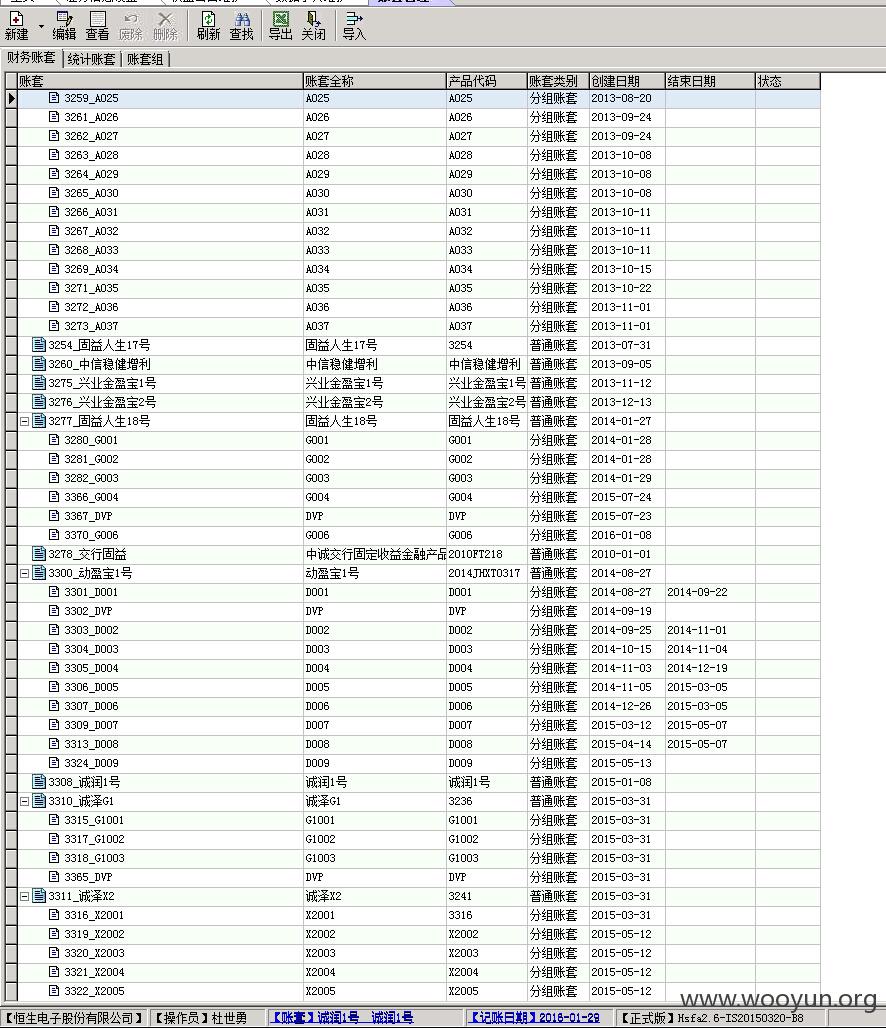 新建 编辑 查看 废除 删除 刷新 查找 导出 关闭 导入
财务账套 统计账套 账套组
账套 账套全称 产品代码 账套类别 创建日期 结束日期 状态
3259_A025 A025 A025 分组账套 2013-08-20
3261_A026 A026 A026 分组账套 2013-09-24
3262_A027 A027 A027 分组账套 2013-09-24
3263_A028 A028 A028 分组账套 2013-10-08
3264_A029 A029 A029 分组账套 2013-10-08
3265_A030 A030 A030 分组账套 2013-10-08
3266_A031 A031 A031 分组账套 2013-10-11
3267_A032 A032 A032 分组账套 2013-10-11
3268_A033 A033 A033 分组账套 2013-10-11
3269_A034 A034 A034 分组账套 2013-10-15
3271_A035 A035 A035 分组账套 2013-10-22
3272_A036 A036 A036 分组账套 2013-11-01
3273_A037 A037 A037 分组账套 2013-11-01
3254_固益人生17号 固益人生17号 3254 普通账套 2013-07-31
3260_中信稳健增利 中信稳健增利 中信稳健增利 普通账套 2013-09-05
3275_兴业金盈宝1号 兴业金盈宝1号 兴业金盈宝1号 普通账套 2013-11-12
3276_兴业金盈宝2号 兴业金盈宝2号 兴业金盈宝2号 普通账套 2013-12-13
3277_固益人生18号 固益人生18号 固益人生18号 普通账套 2014-01-27
3280_G001 G001 G001 分组账套 2014-01-28
3281_G002 G002 G002 分组账套 2014-01-28
3282_G003 G003 G003 分组账套 2014-01-29
3366_G004 G004 G004 分组账套 2015-07-24
3367_DVP DVP DVP 分组账套 2015-07-23
3370_G006 G006 G006 分组账套 2016-01-08
3278_交行固益 中诚交行固定收益金融产品 2010FT218 普通账套 2010-01-01
3300_动盈宝1号 动盈宝1号 2014JHXT0317 普通账套 2014-08-27
3301_D001 D001 D001 分组账套 2014-08-27 2014-09-22
3302_DVP DVP DVP 分组账套 2014-09-19
3303_D002 D002 D002 分组账套 2014-09-25 2014-11-01
3304_D003 D003 D003 分组账套 2014-10-15 2014-11-04
3305_D004 D004 D004 分组账套 2014-11-03 2014-12-19
3306_D005 D005 D005 分组账套 2014-11-05 2015-03-05
3307_D006 D006 D006 分组账套 2014-12-26 2015-03-05
3309_D007 D007 D007 分组账套 2015-03-12 2015-05-07
3313_D008 D008 D008 分组账套 2015-04-14 2015-05-07
3324_D009 D009 D009 分组账套 2015-05-13
3308_诚润1号 诚润1号 诚润1号 普通账套 2015-01-08
3310_诚泽G1 诚泽G1 3236 普通账套 2015-03-31
3315_G1001 G1001 G1001 分组账套 2015-03-31
3317_G1002 G1002 G1002 分组账套 2015-03-31
3318_G1003 G1003 G1003 分组账套 2015-03-31
3365_DVP DVP DVP 分组账套 2015-03-31
3311_诚泽X2 诚泽X2 3241 普通账套 2015-03-31
3316_X2001 X2001 3316 分组账套 2015-03-31
3319_X2002 X2002 X2002 分组账套 2015-05-12
3320_X2003 X2003 X2003 分组账套 2015-05-12
3321_X2004 X2004 X2004 分组账套 2015-05-12
3322_X2005 X2005 X2005 分组账套 2015-05-12
www.wooyun.org
【恒生电子股份有限公司】 【操作员】杜世勇 【账套】诚润1号__诚润1号 【记账日期】2016-01-29 【正式版】Hsfa2.6-IS20150320-B8